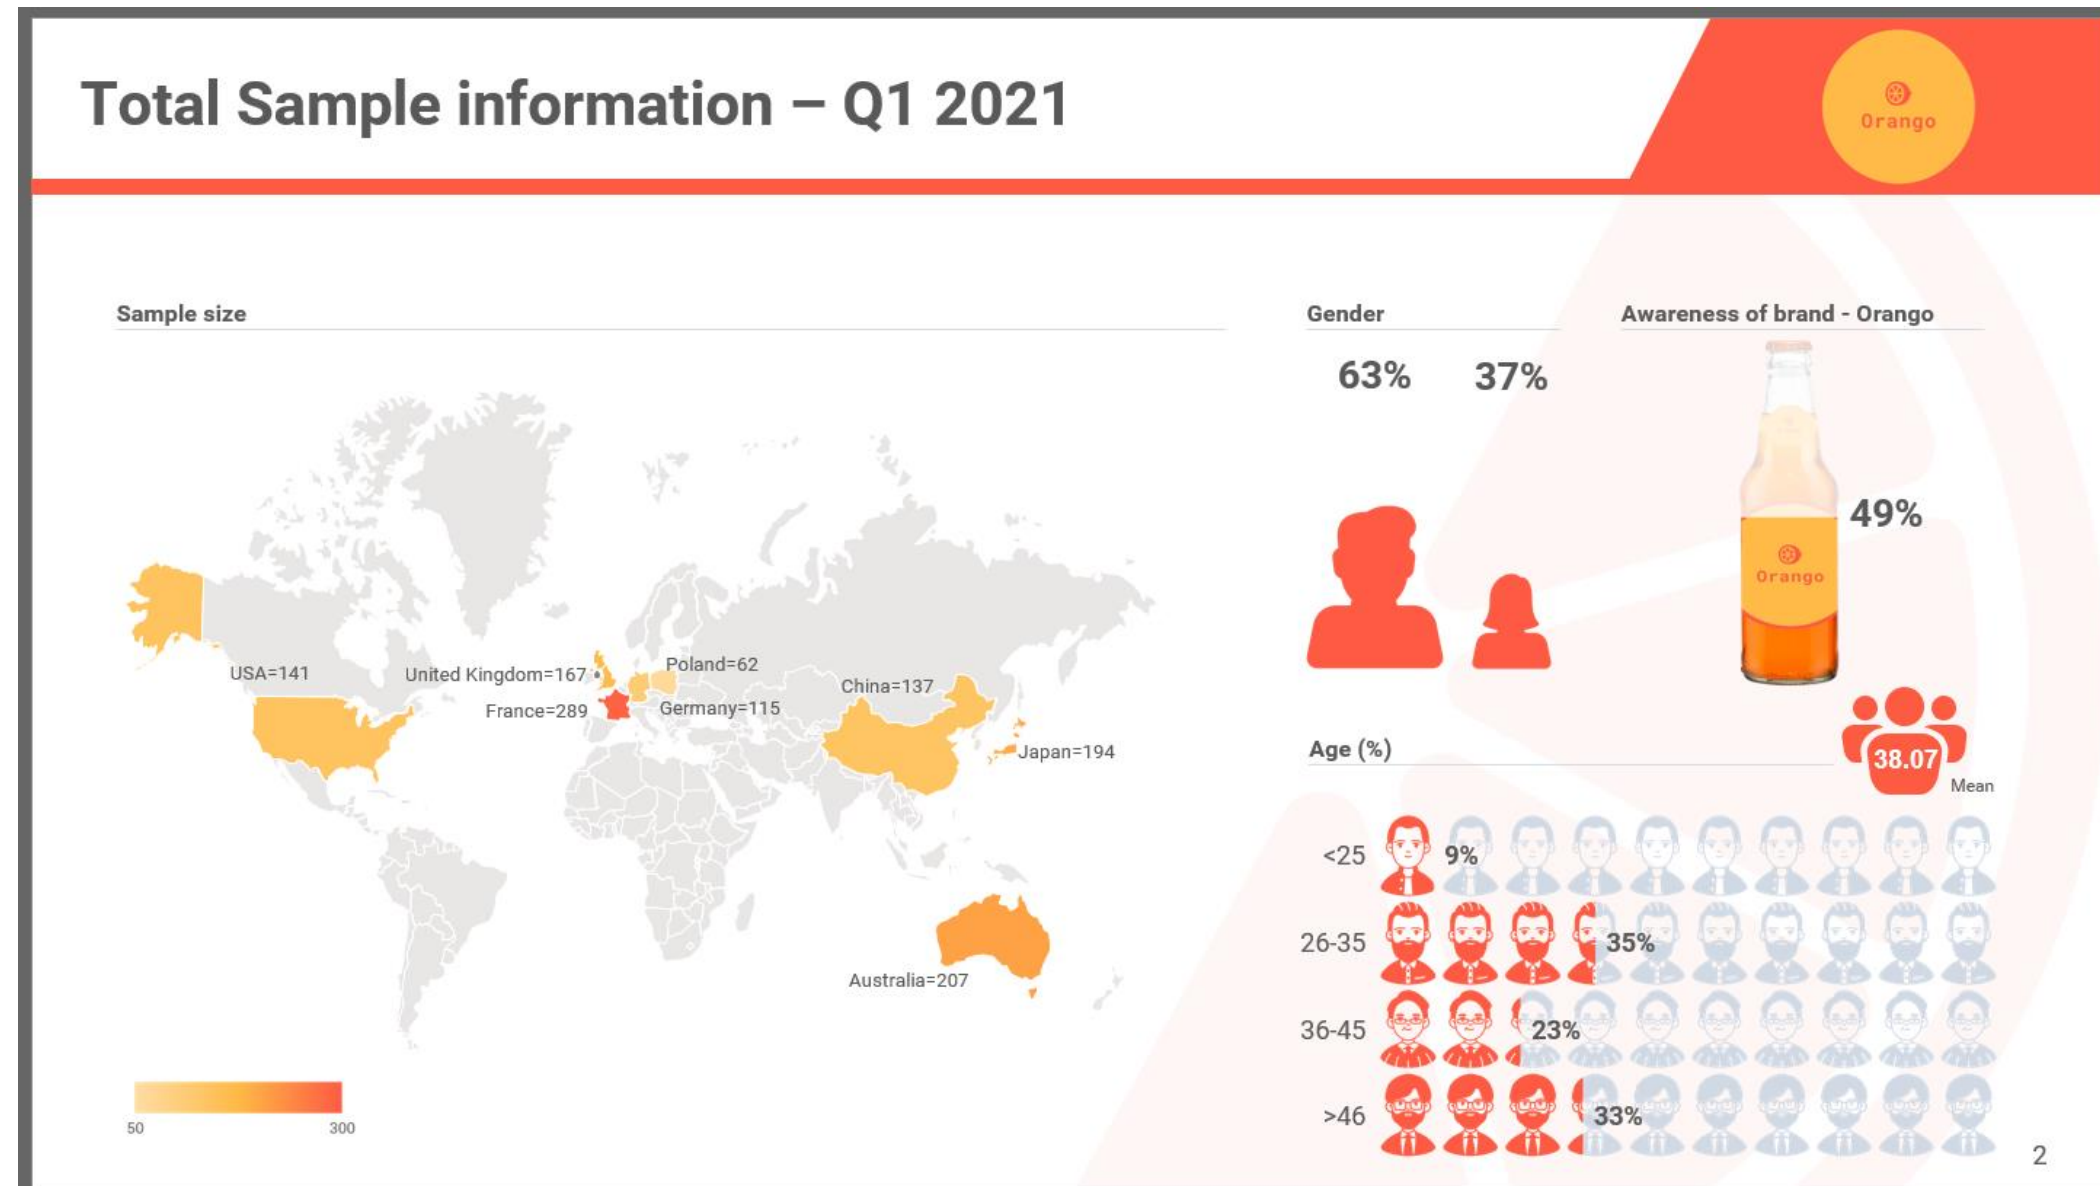 Total Sample information – Q1 2021
Orango
Sample size
Gender
Awareness of brand - Orango
63%
37%
49%
Orango
USA=141
United Kingdom=167
Poland=62
China=137
France=289
Germany=115
Japan=194
Australia=207
50
300
Age (%)
38.07
Mean
<25
9%
26-35
35%
36-45
23%
>46
33%
2